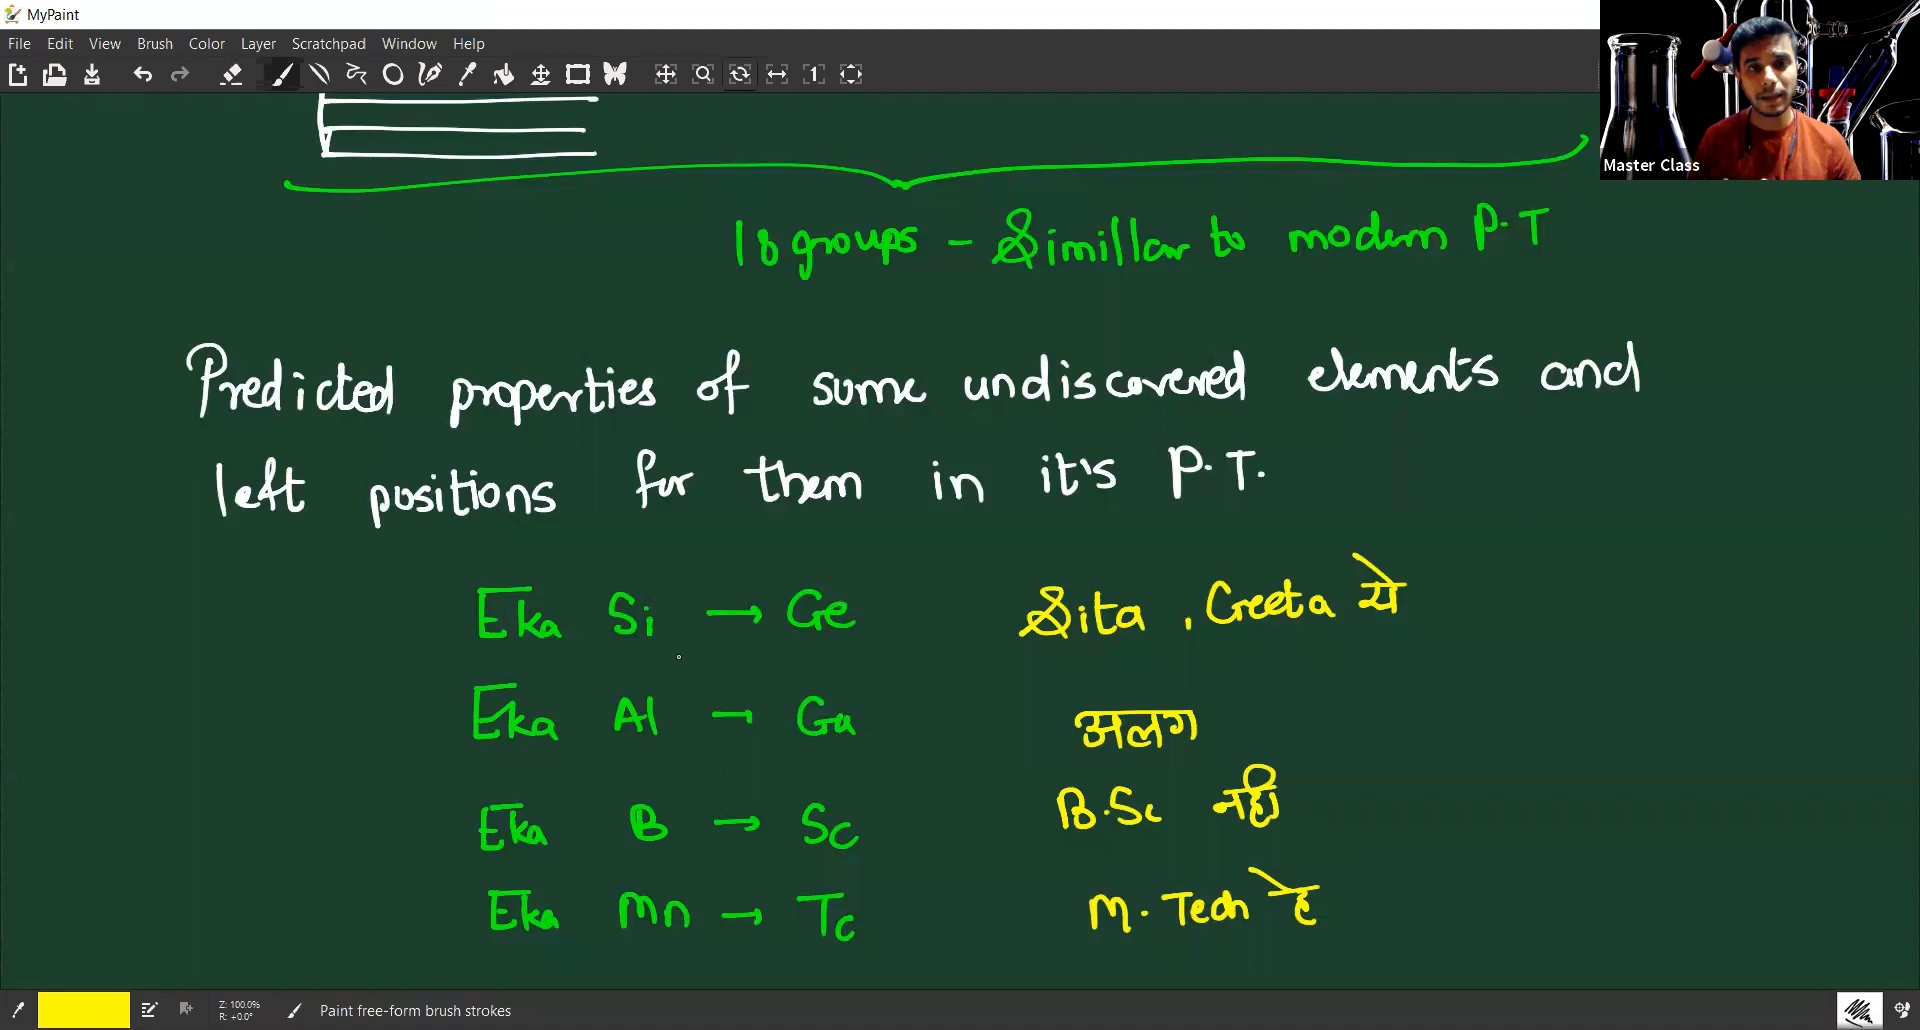 MyPaint
File Edit View Brush Color Layer Scratchpad Window Help
Master Class
18 groups - Simillar to modern P.T
Predicted properties of some undiscovered elements and
left positions for them in it's P.T.
Eka Si → Ge Sita , Geeta ये
Eka Al → Ga अलग
Eka B → Sc B.Sc नही
Eka Mn → Tc M.Tech है
Z: 100.0%
R: +0.0°
Paint free-form brush strokes